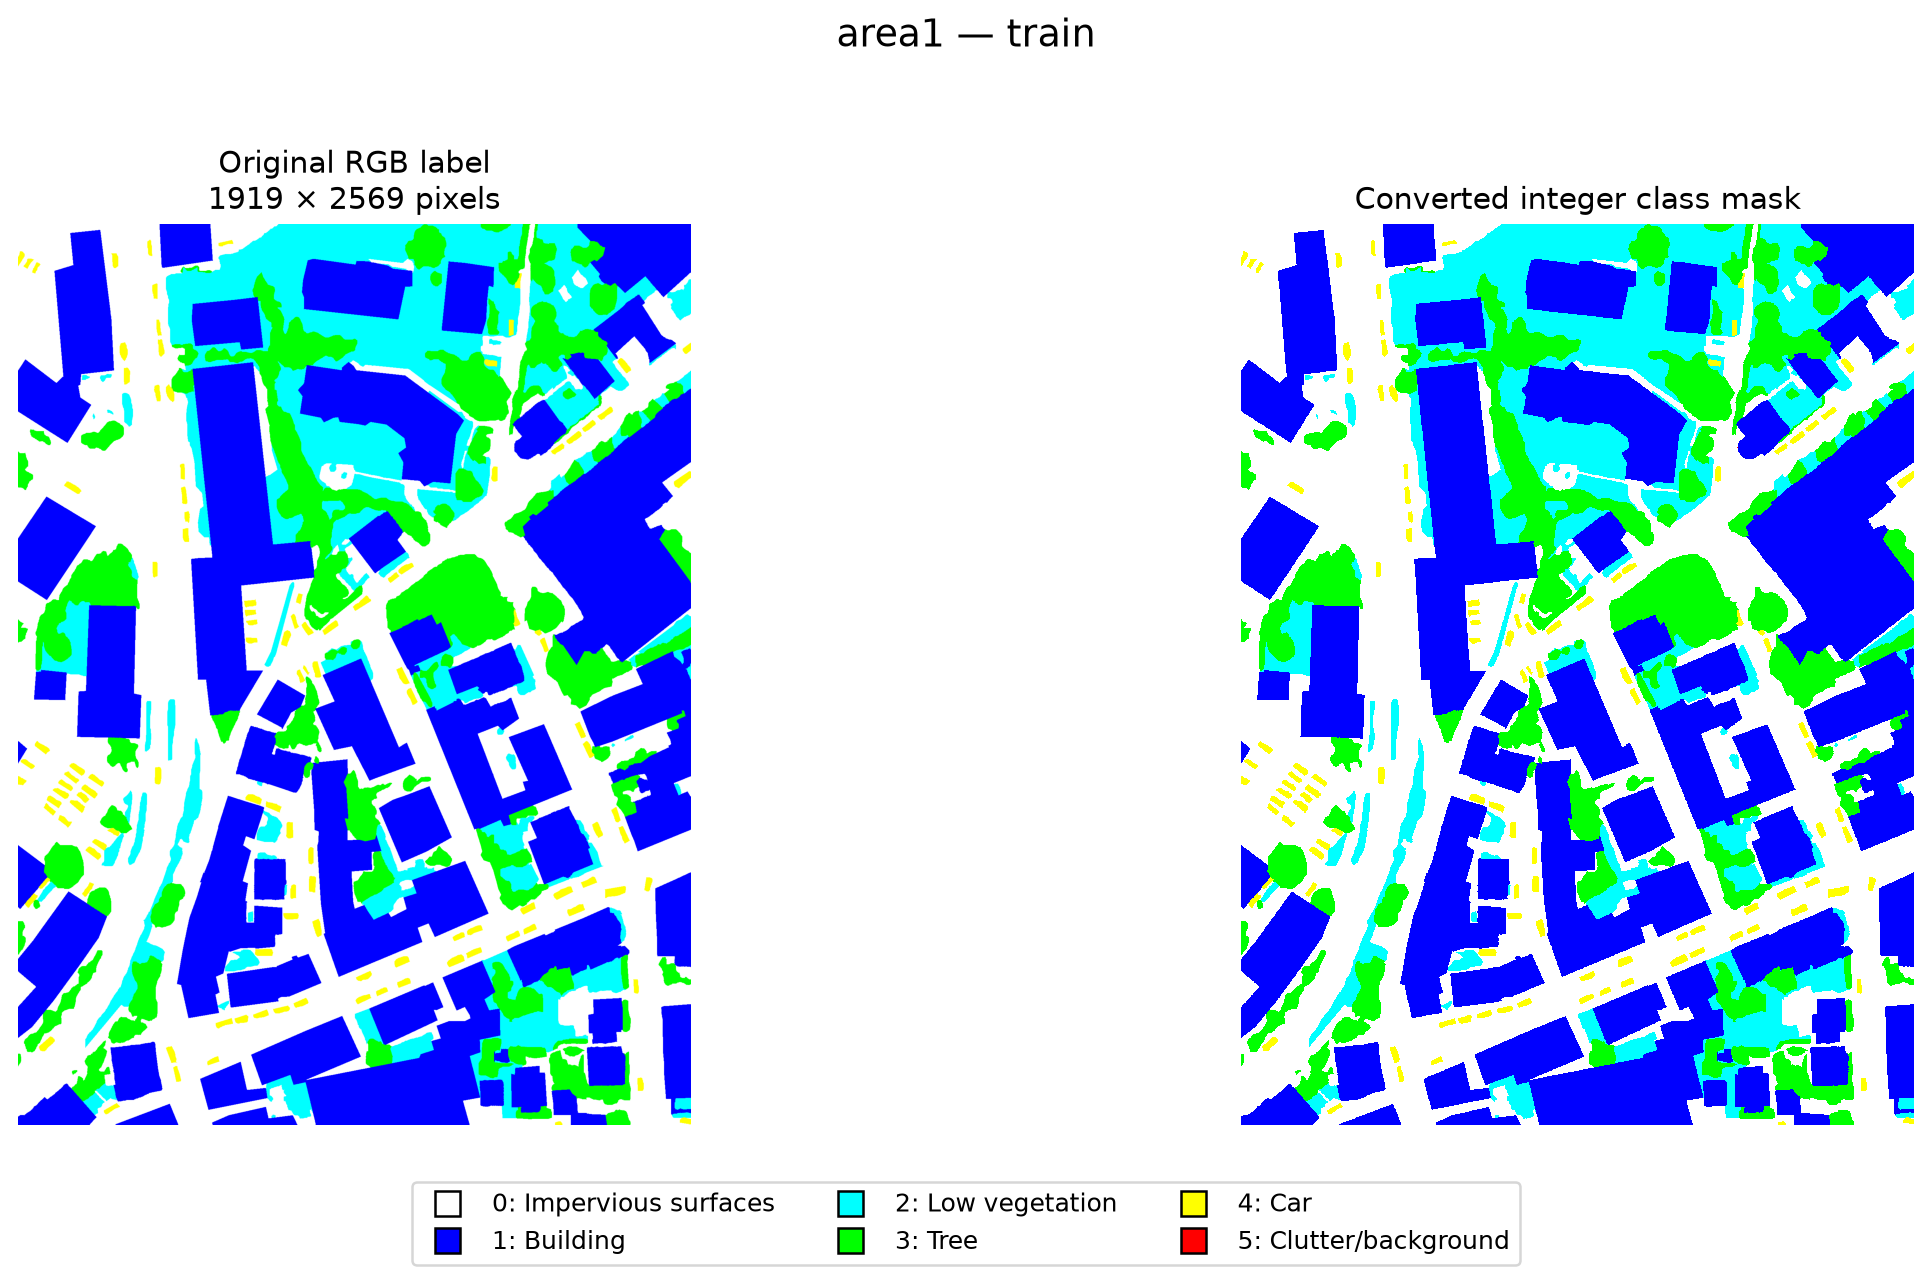 area1 — train
Original RGB label
1919 × 2569 pixels
Converted integer class mask
0: Impervious surfaces
1: Building
2: Low vegetation
3: Tree
4: Car
5: Clutter/background